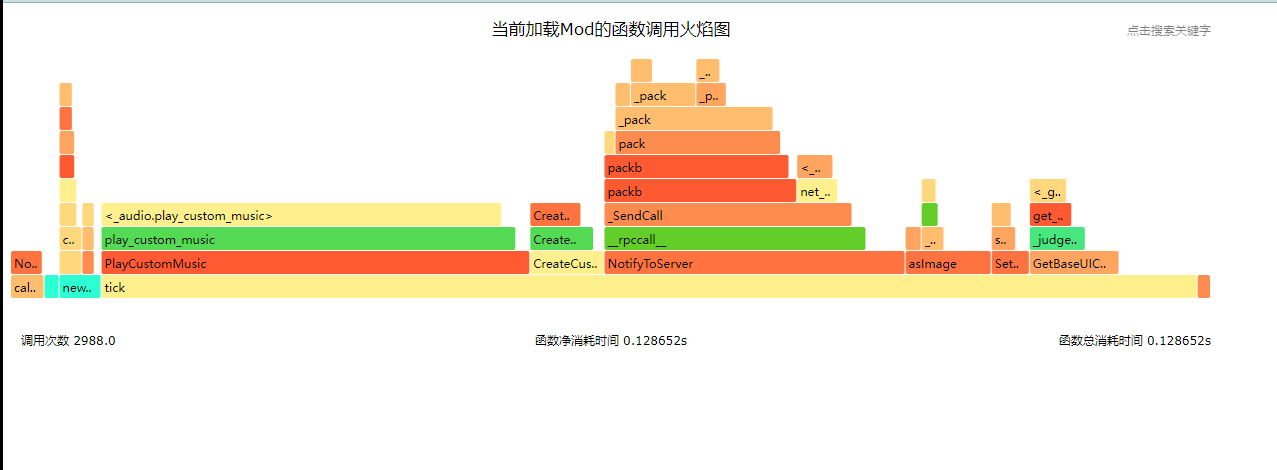 当前加载Mod的函数调用火焰图
点击搜索关键字
_..
_pack _p..
_pack
pack
packb <_..
packb net_.. <_g..
<_audio.play_custom_music> Creat.. _SendCall get_..
c.. play_custom_music Create.. __rpccall__ _.. s.. _judge..
No.. PlayCustomMusic CreateCus.. NotifyToServer asImage Set.. GetBaseUIC..
cal.. new.. tick
调用次数 2988.0 函数净消耗时间 0.128652s 函数总消耗时间 0.128652s